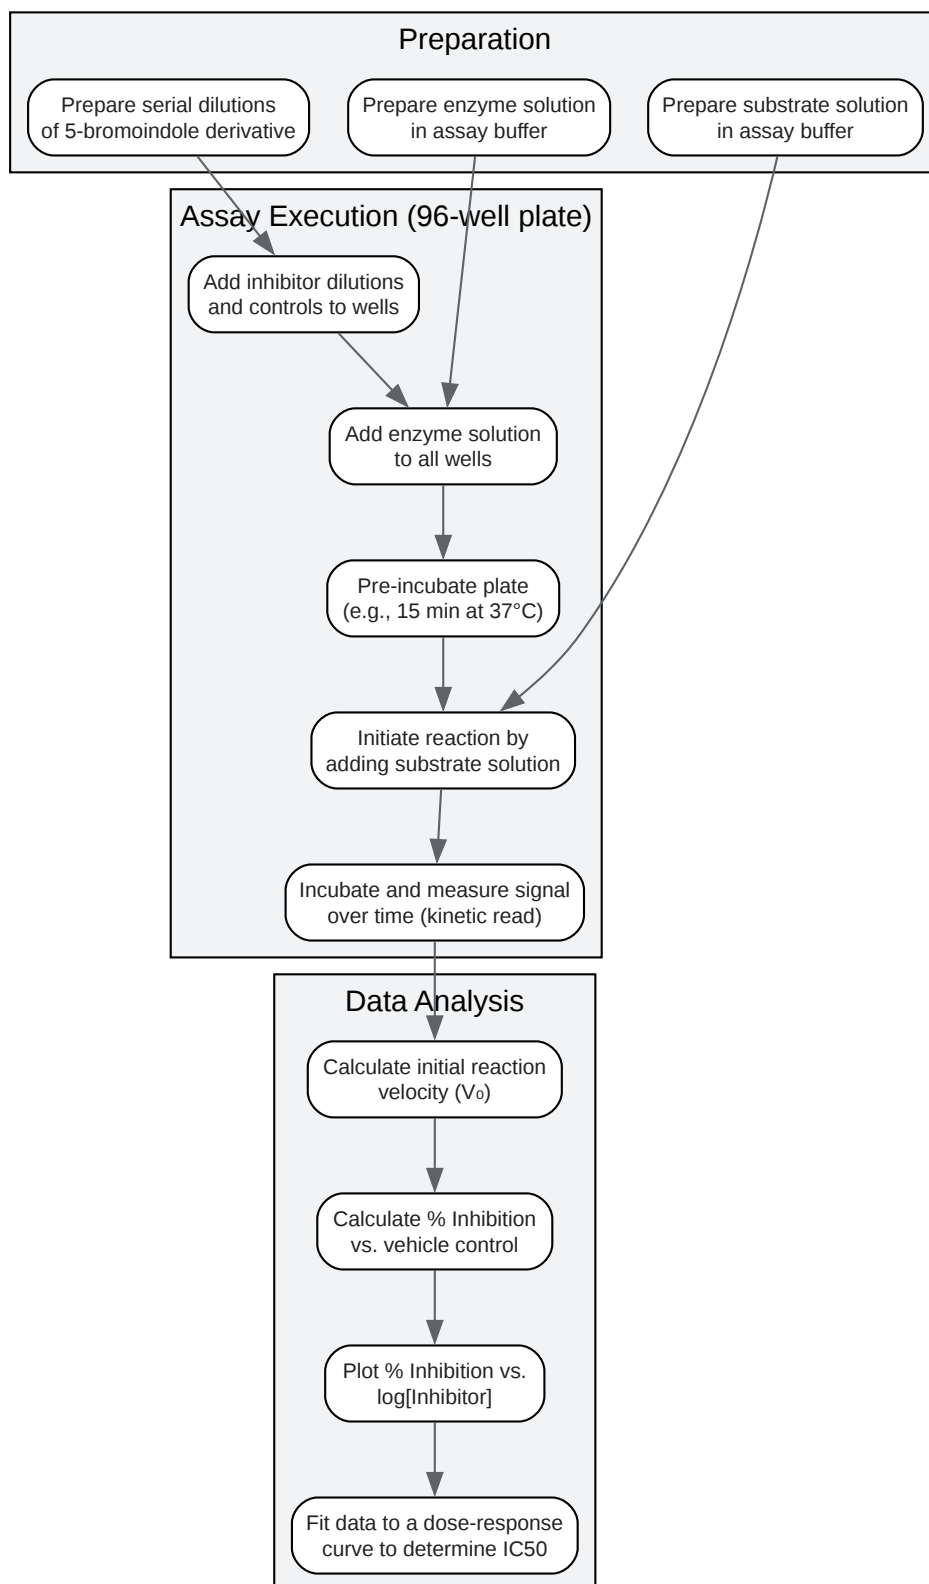 Preparation
Prepare serial dilutions
of 5-bromoindole derivative
Prepare enzyme solution
in assay buffer
Prepare substrate solution
in assay buffer
Assay Execution (96-well plate)
Add inhibitor dilutions
and controls to wells
Add enzyme solution
to all wells
Pre-incubate plate
(e.g., 15 min at 37°C)
Initiate reaction by
adding substrate solution
Incubate and measure signal
over time (kinetic read)
Data Analysis
Calculate initial reaction
velocity (V₀)
Calculate % Inhibition
vs. vehicle control
Plot % Inhibition vs.
log[Inhibitor]
Fit data to a dose-response
curve to determine IC50